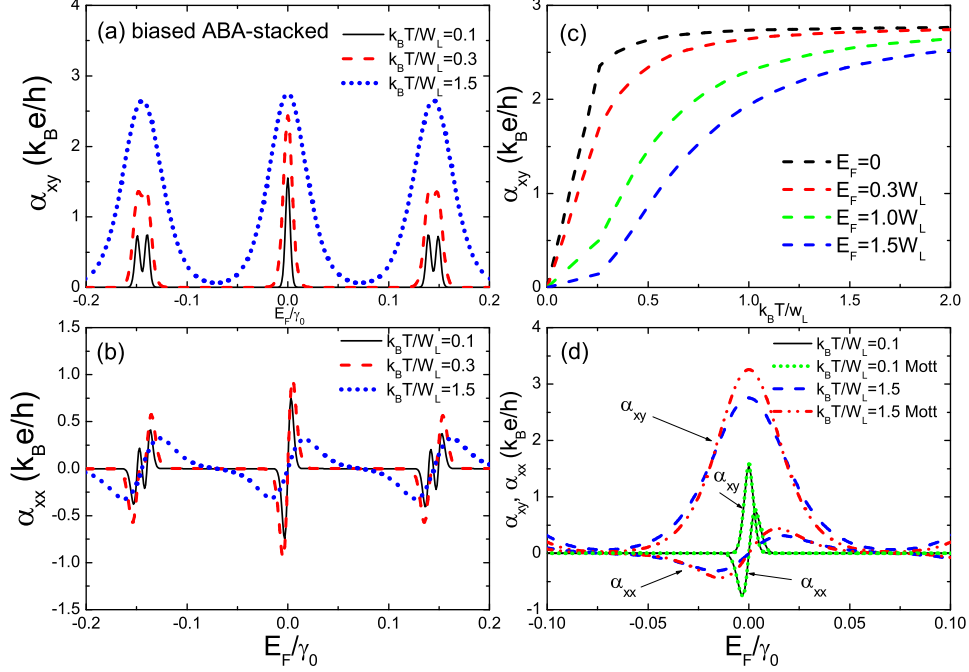 (a) biased ABA-stacked
k_BT/W_L=0.1
k_BT/W_L=0.3
k_BT/W_L=1.5
α_xy (k_Be/h)
4
3
2
1
0
-0.2 -0.1 0.0 0.1 0.2
E_F/γ_0
(c)
E_F=0
E_F=0.3W_L
E_F=1.0W_L
E_F=1.5W_L
α_xy (k_Be/h)
3
2
1
0
0.0 0.5 1.0 1.5 2.0
k_BT/w_L
(b)
k_BT/W_L=0.1
k_BT/W_L=0.3
k_BT/W_L=1.5
α_xx (k_Be/h)
1.5
1.0
0.5
0.0
-0.5
-1.0
-1.5
-0.2 -0.1 0.0 0.1 0.2
E_F/γ_0
(d)
k_BT/W_L=0.1
k_BT/W_L=0.1 Mott
k_BT/W_L=1.5
k_BT/W_L=1.5 Mott
α_xy, α_xx (k_Be/h)
4
3
2
1
0
-1
α_xy
α_xy
α_xx
α_xx
-0.10 -0.05 0.00 0.05 0.10
E_F/γ_0